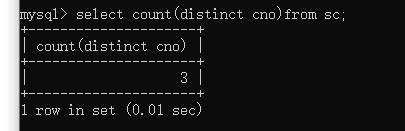 mysql> select count(distinct cno)from sc;
+---------------------+
| count(distinct cno) |
+---------------------+
|                   3 |
+---------------------+
1 row in set (0.01 sec)